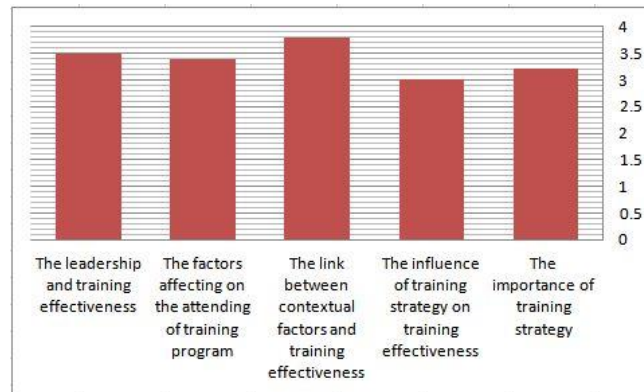 4
3.5
3
2.5
2
1.5
1
0.5
0
The leadership
and training
effectiveness
The factors
affecting on
the attending
of training
program
The link
between
contextual
factors and
training
effectiveness
The influence
of training
strategy on
training
effectiveness
The
importance of
training
strategy